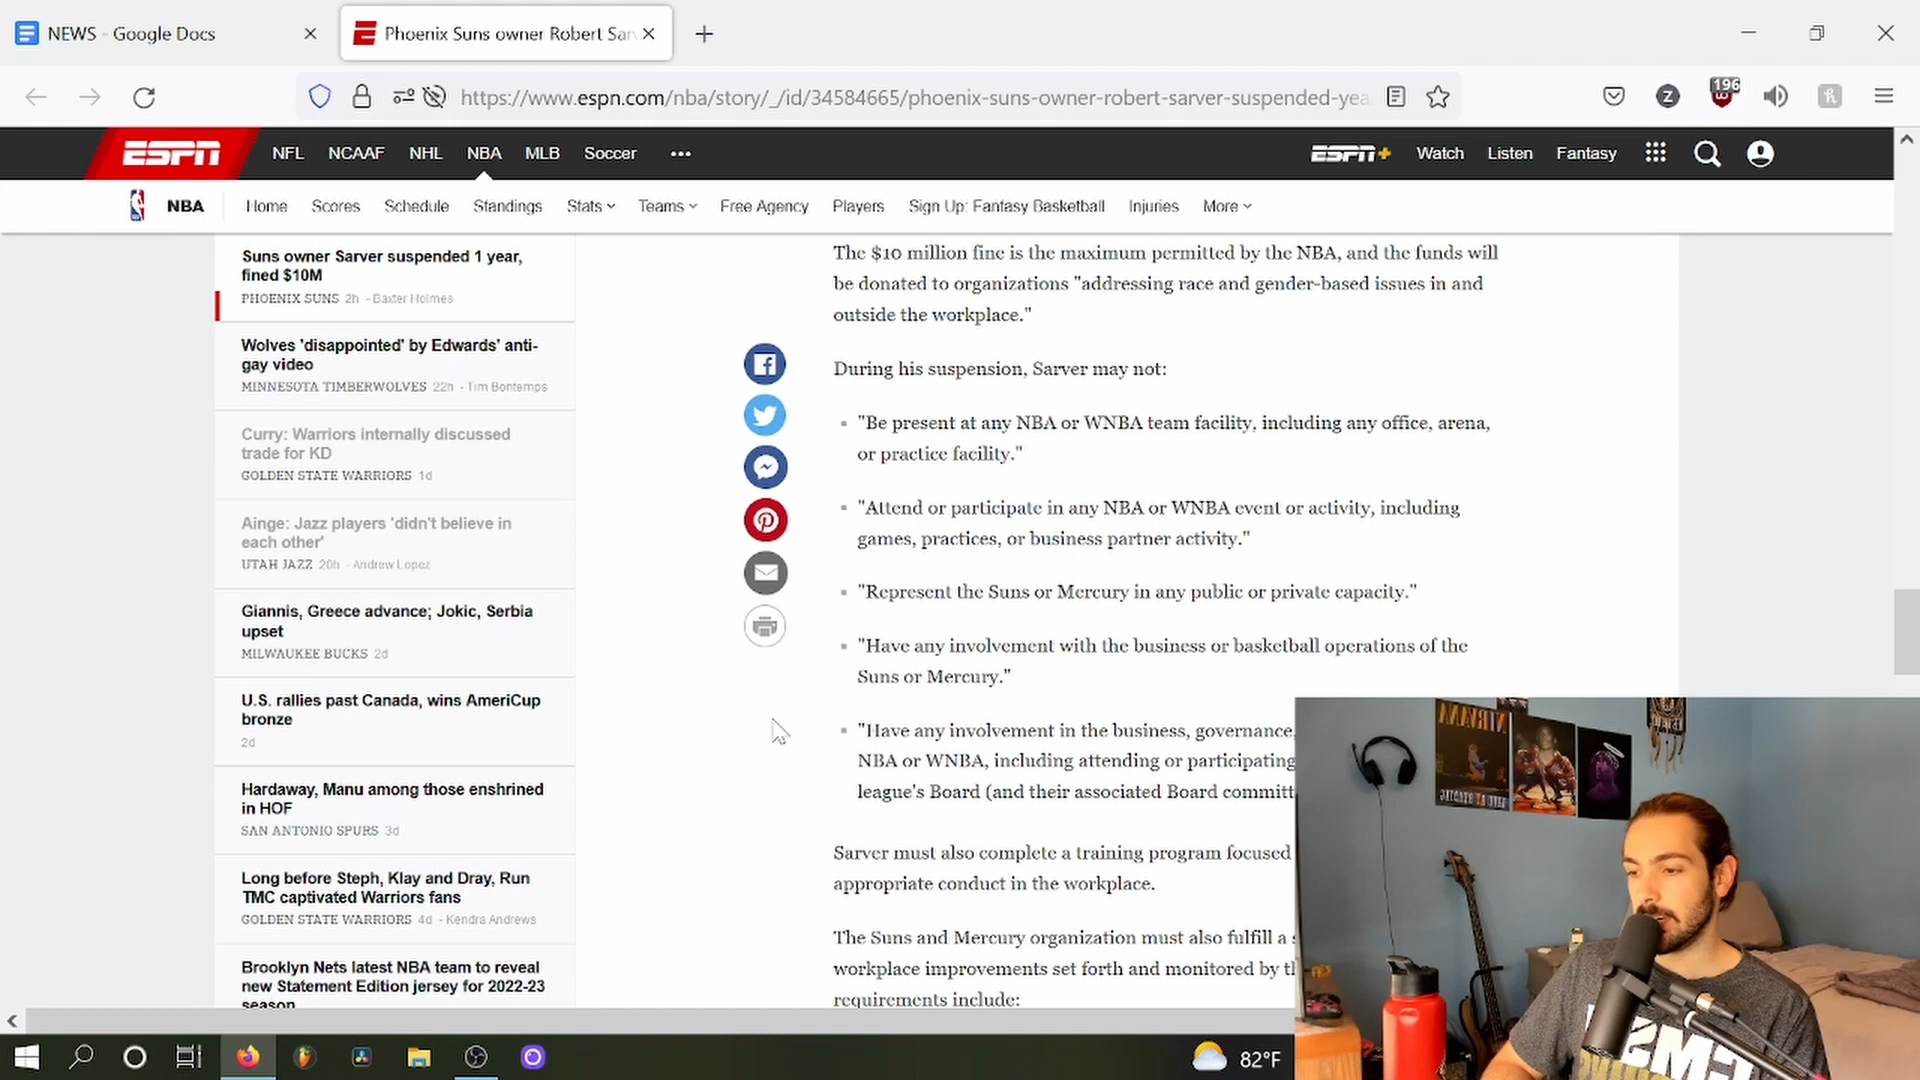 NEWS - Google Docs
Phoenix Suns owner Robert Sar
https://www.espn.com/nba/story/_/id/34584665/phoenix-suns-owner-robert-sarver-suspended-yea
Z
196
ESPN
NFL NCAAF NHL NBA MLB Soccer
ESPN+ Watch Listen Fantasy
NBA Home Scores Schedule Standings Stats Teams Free Agency Players Sign Up: Fantasy Basketball Injuries More
Suns owner Sarver suspended 1 year,
fined $10M
PHOENIX SUNS 2h - Baxter Holmes
Wolves 'disappointed' by Edwards' anti-
gay video
MINNESOTA TIMBERWOLVES 22h - Tim Bontemps
Curry: Warriors internally discussed
trade for KD
GOLDEN STATE WARRIORS 1d
Ainge: Jazz players 'didn't believe in
each other'
UTAH JAZZ 20h - Andrew Lopez
Giannis, Greece advance; Jokic, Serbia
upset
MILWAUKEE BUCKS 2d
U.S. rallies past Canada, wins AmeriCup
bronze
2d
Hardaway, Manu among those enshrined
in HOF
SAN ANTONIO SPURS 3d
Long before Steph, Klay and Dray, Run
TMC captivated Warriors fans
GOLDEN STATE WARRIORS 4d - Kendra Andrews
Brooklyn Nets latest NBA team to reveal
new Statement Edition jersey for 2022-23
season
The $10 million fine is the maximum permitted by the NBA, and the funds will
be donated to organizations "addressing race and gender-based issues in and
outside the workplace."
During his suspension, Sarver may not:
"Be present at any NBA or WNBA team facility, including any office, arena,
or practice facility."
"Attend or participate in any NBA or WNBA event or activity, including
games, practices, or business partner activity."
"Represent the Suns or Mercury in any public or private capacity."
"Have any involvement with the business or basketball operations of the
Suns or Mercury."
"Have any involvement in the business, governance,
NBA or WNBA, including attending or participating
league's Board (and their associated Board committ
Sarver must also complete a training program focused
appropriate conduct in the workplace.
The Suns and Mercury organization must also fulfill a s
workplace improvements set forth and monitored by th
requirements include:
NIRVANA
82°F